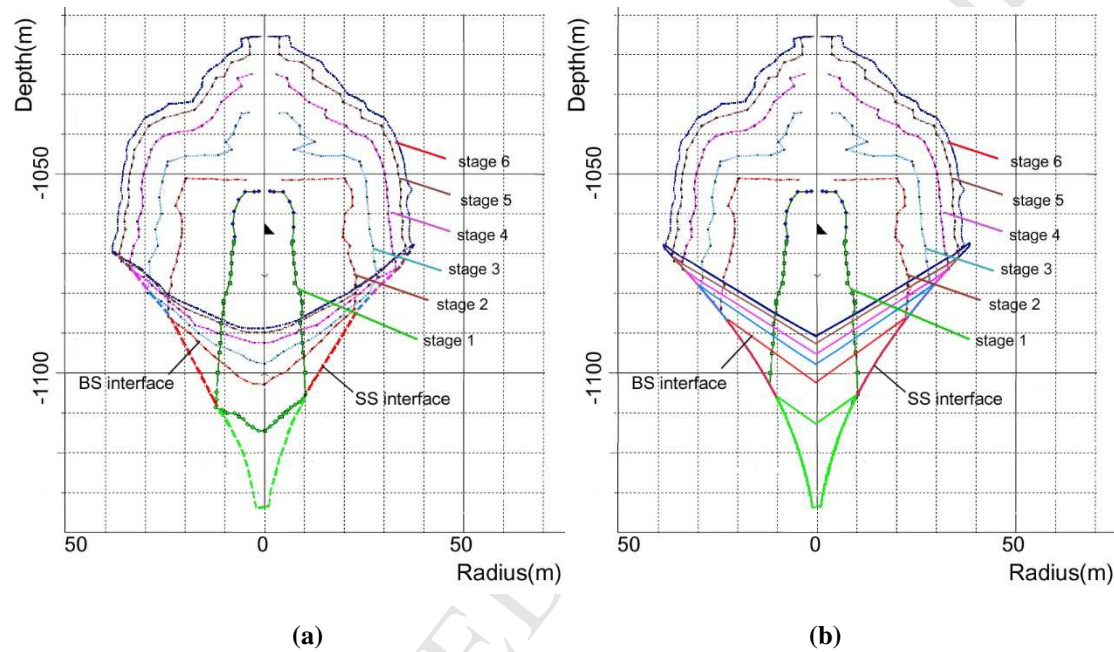 Depth(m)
-1050
-1100
stage 6
stage 5
stage 4
stage 3
stage 2
stage 1
BS interface
SS interface
50
0
50
Radius(m)
(a)
Depth(m)
-1050
-1100
stage 6
stage 5
stage 4
stage 3
stage 2
stage 1
BS interface
SS interface
50
0
50
Radius(m)
(b)